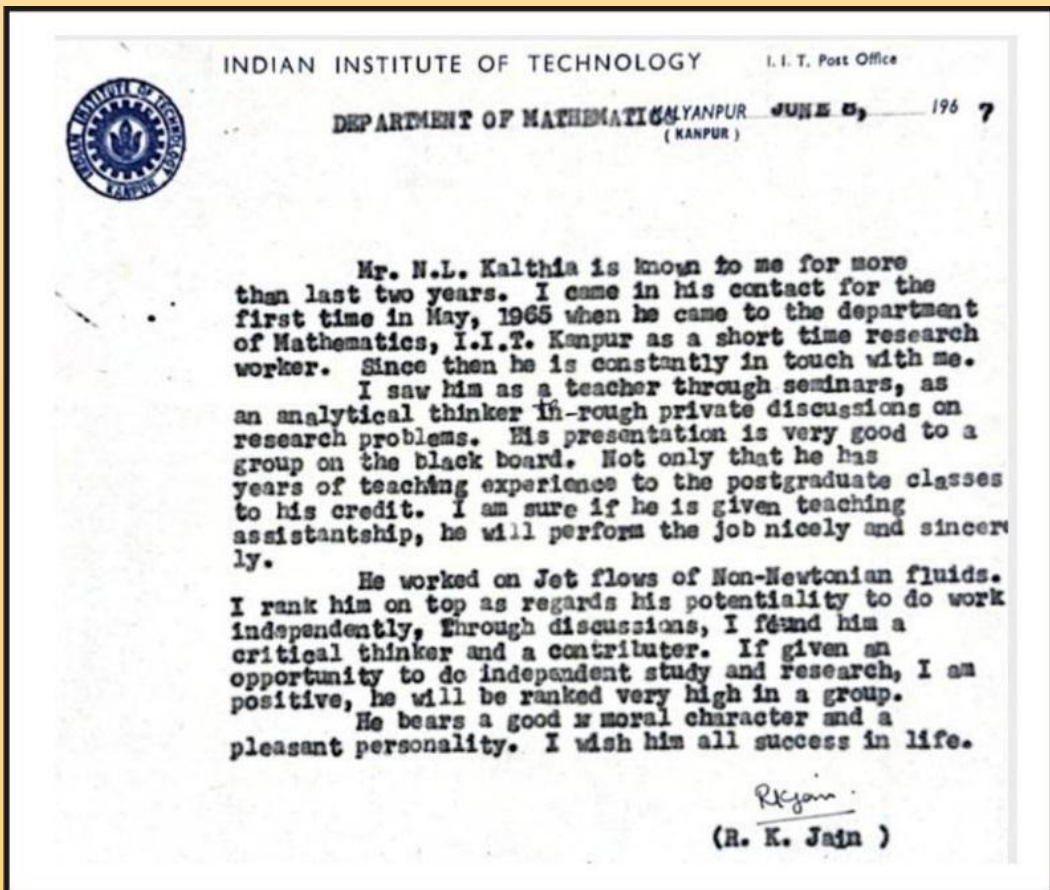 INDIAN INSTITUTE OF TECHNOLOGY I. I. T. Post Office
DEPARTMENT OF MATHEMATICS KALYANPUR JUNE 5, 196 7
( KANPUR )
INDIAN INSTITUTE OF TECHNOLOGY
KANPUR
Mr. N.L. Kalthia is known to me for more
than last two years. I came in his contact for the
first time in May, 1965 when he came to the department
of Mathematics, I.I.T. Kanpur as a short time research
worker. Since then he is constantly in touch with me.
I saw him as a teacher through seminars, as
an analytical thinker th-rough private discussions on
research problems. His presentation is very good to a
group on the black board. Not only that he has
years of teaching experience to the postgraduate classes
to his credit. I am sure if he is given teaching
assistantship, he will perform the job nicely and sincere
ly.
He worked on Jet flows of Non-Newtonian fluids.
I rank him on top as regards his potentiality to do work
independently, Through discussions, I found him a
critical thinker and a contributer. If given an
opportunity to do independent study and research, I am
positive, he will be ranked very high in a group.
He bears a good moral character and a
pleasant personality. I wish him all success in life.
RKJain
(R. K. Jain )